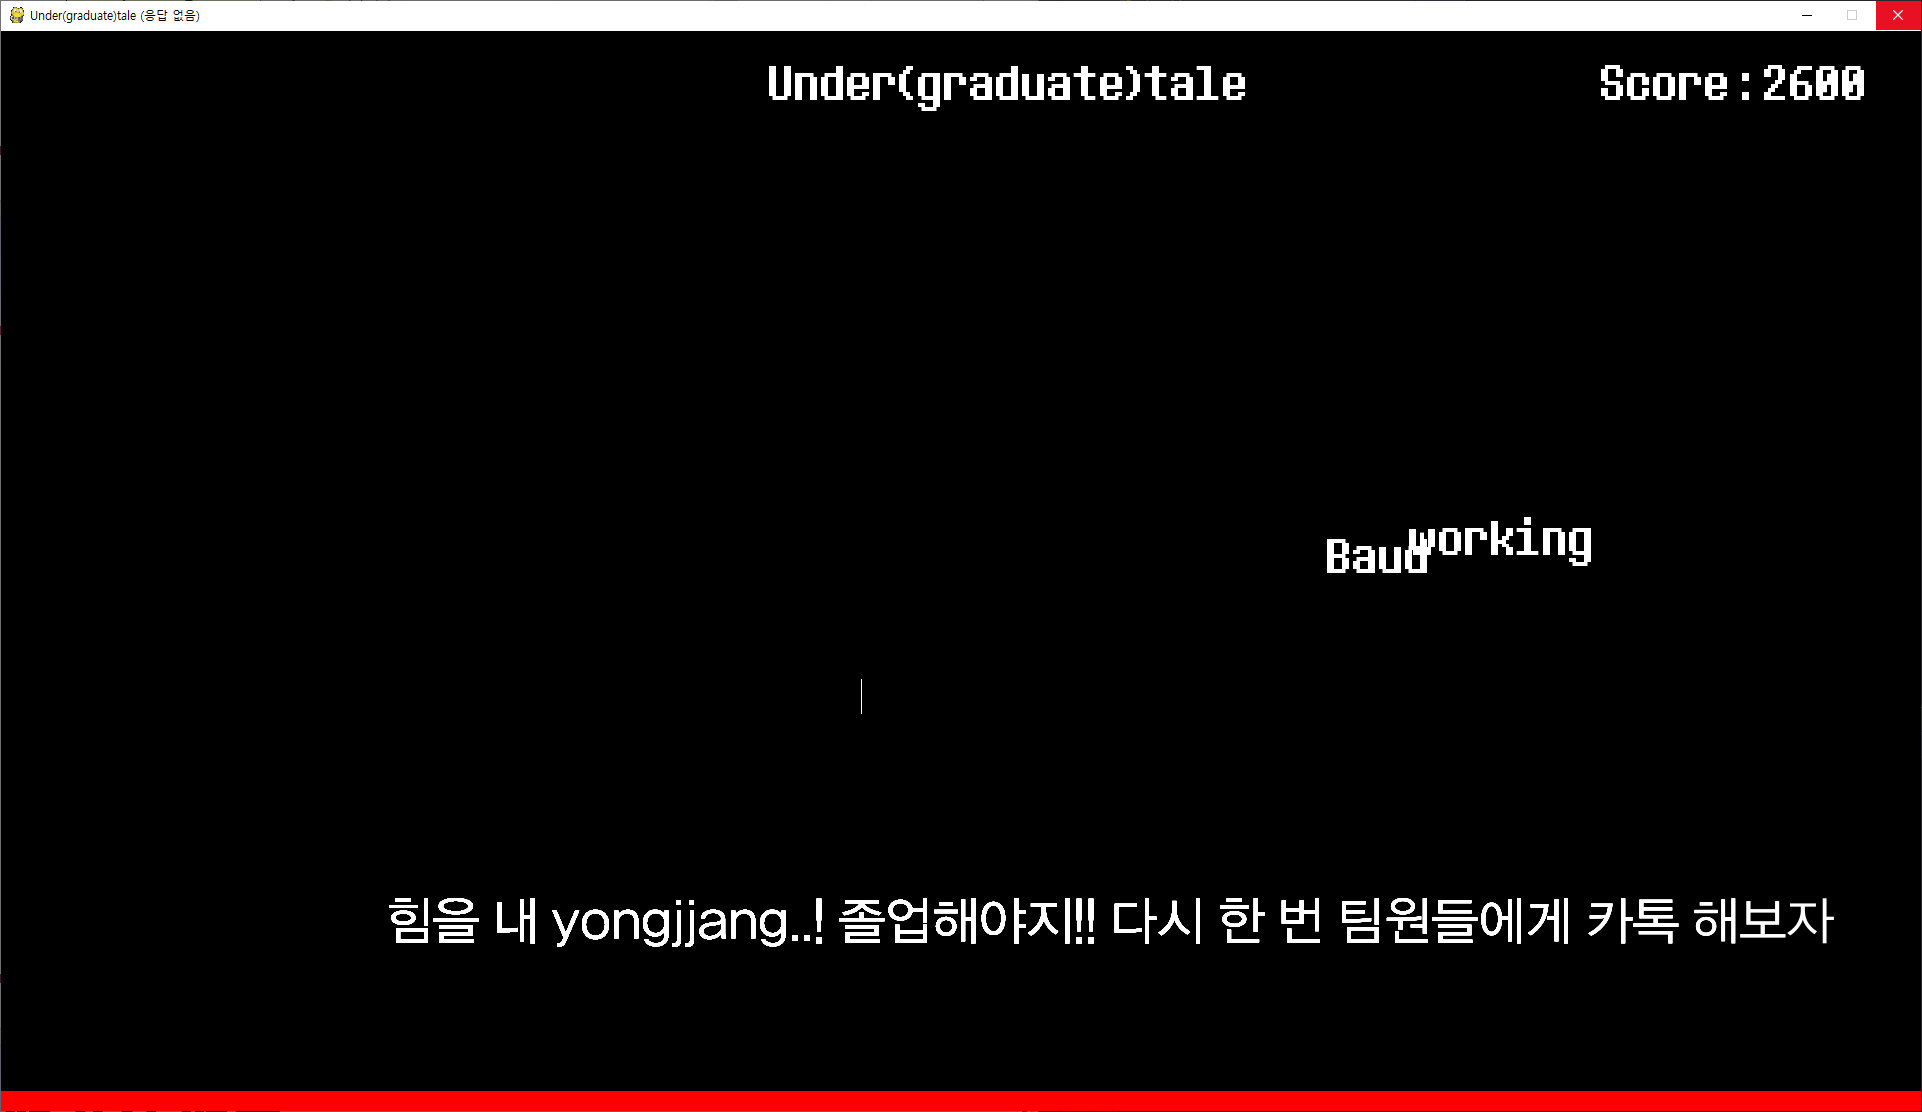 Under(graduate)tale (응답 없음)
Under(graduate)tale
Score:2600
working
Baud
힘을 내 yongjjang..! 졸업해야지!! 다시 한 번 팀원들에게 카톡 해보자